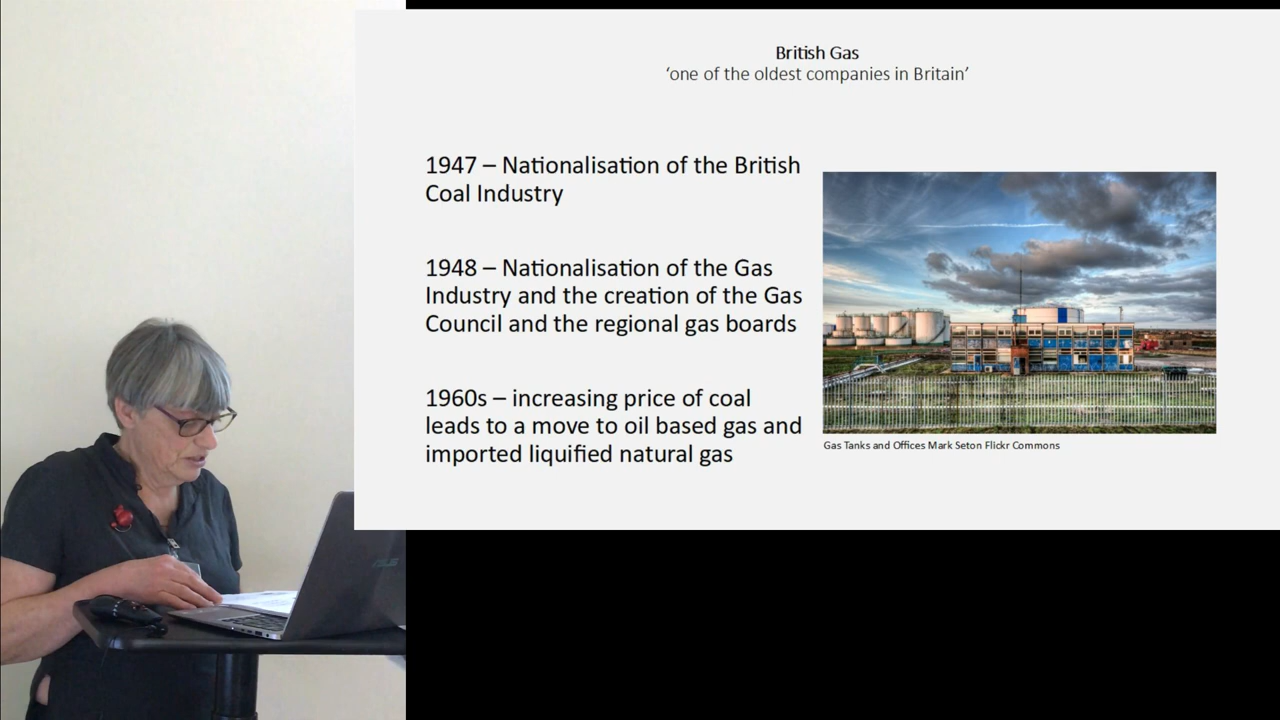 British Gas
‘one of the oldest companies in Britain’
1947 – Nationalisation of the British
Coal Industry
1948 – Nationalisation of the Gas
Industry and the creation of the Gas
Council and the regional gas boards
1960s – increasing price of coal
leads to a move to oil based gas and
imported liquified natural gas
Gas Tanks and Offices Mark Seton Flickr Commons
ASUS